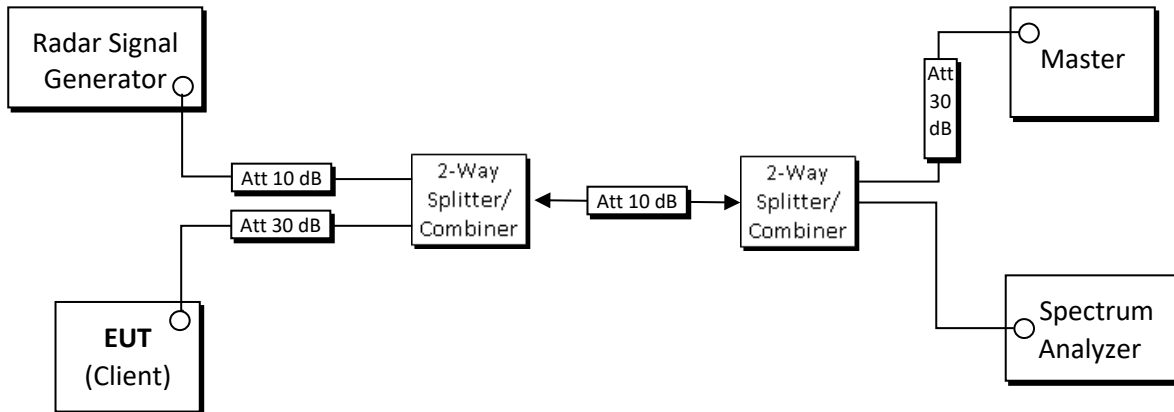 Radar Signal
Generator
Att 10 dB
Att 30 dB
EUT
(Client)
2-Way
Splitter/
Combiner
Att 10 dB
2-Way
Splitter/
Combiner
Att
30
dB
Master
Spectrum
Analyzer